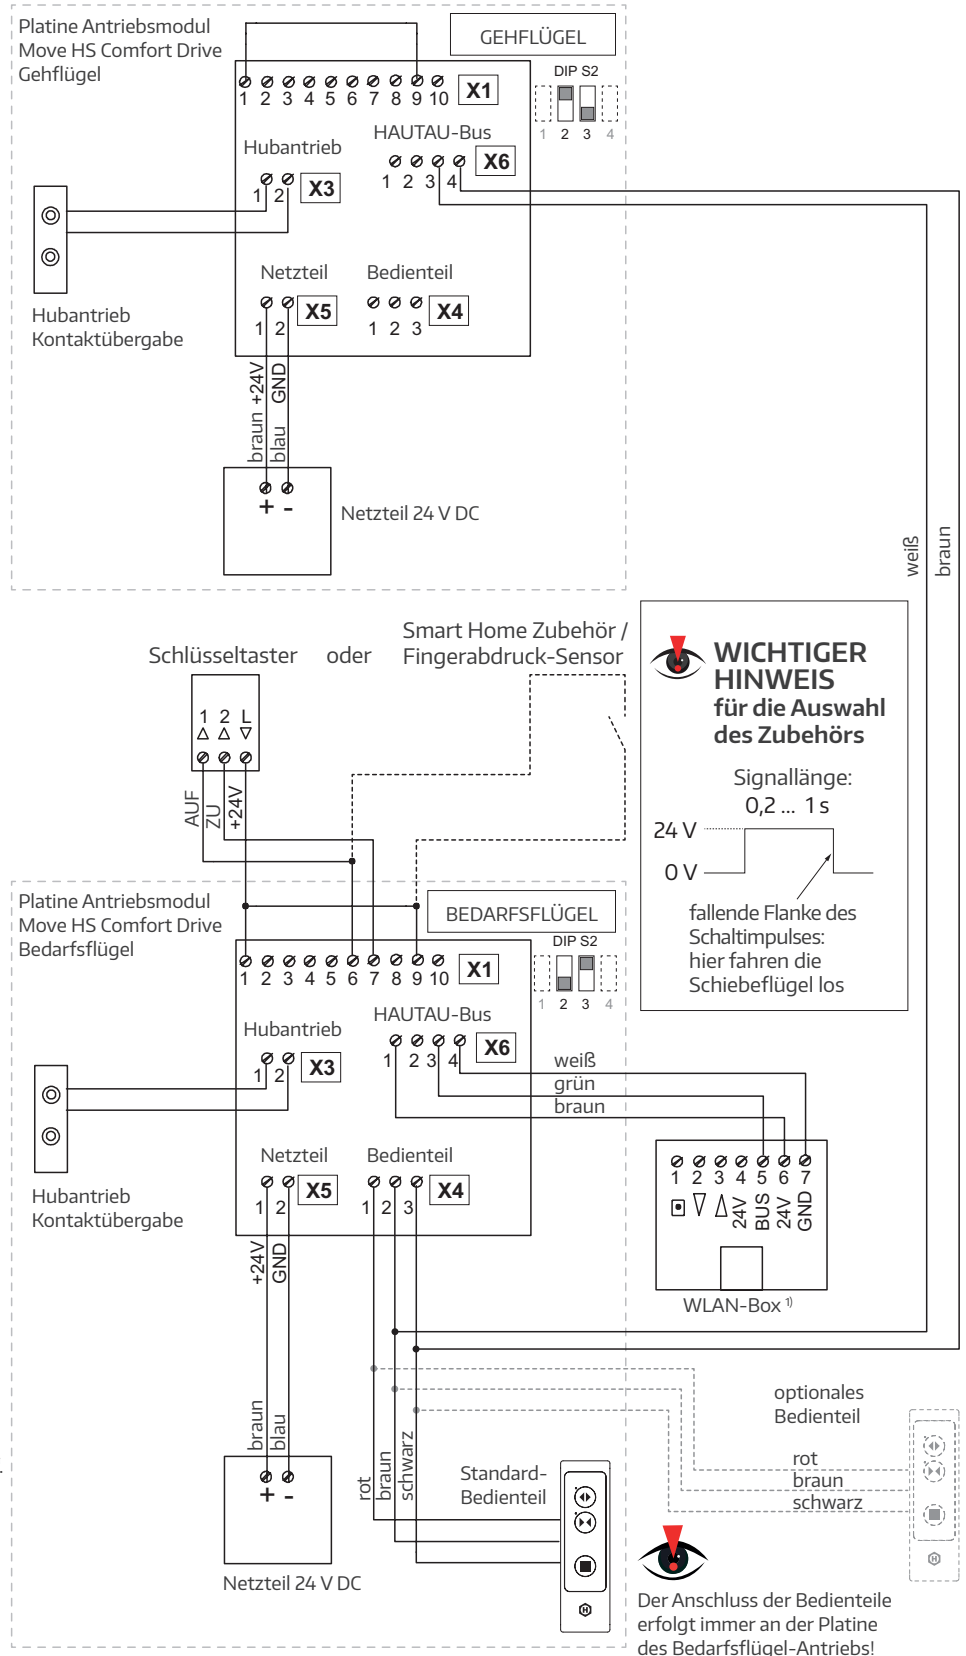 Platine Antriebsmodul
Move HS Comfort Drive
Gehflügel
GEHFLÜGEL
DIP S2
1 2 3 4
1 2 3 4 5 6 7 8 9 10 X1
HAUTAU-Bus
1 2 3 4 X6
Hubantrieb
1 2 X3
Hubantrieb
Kontaktübergabe
Netzteil
1 2 X5
Bedienteil
1 2 3 X4
+24V
GND
braun
blau
+ -
Netzteil 24 V DC
weiß
braun
Schlüsseltaster oder
Smart Home Zubehör /
Fingerabdruck-Sensor
1 2 L
AUF
ZU
+24V
WICHTIGER
HINWEIS
für die Auswahl
des Zubehörs
Signallänge:
0,2 ... 1 s
24 V
0 V
fallende Flanke des
Schaltimpulses:
hier fahren die
Schiebeflügel los
Platine Antriebsmodul
Move HS Comfort Drive
Bedarfsflügel
BEDARFSFLÜGEL
DIP S2
1 2 3 4
1 2 3 4 5 6 7 8 9 10 X1
HAUTAU-Bus
1 2 3 4 X6
Hubantrieb
1 2 X3
weiß
grün
braun
Hubantrieb
Kontaktübergabe
Netzteil
1 2 X5
Bedienteil
1 2 3 X4
1 2 3 4 5 6 7
24V
BUS
24V
GND
WLAN-Box 1)
+24V
GND
braun
blau
+ -
Netzteil 24 V DC
rot
braun
schwarz
Standard-
Bedienteil
H
optionales
Bedienteil
rot
braun
schwarz
H
Der Anschluss der Bedienteile
erfolgt immer an der Platine
des Bedarfsflügel-Antriebs!